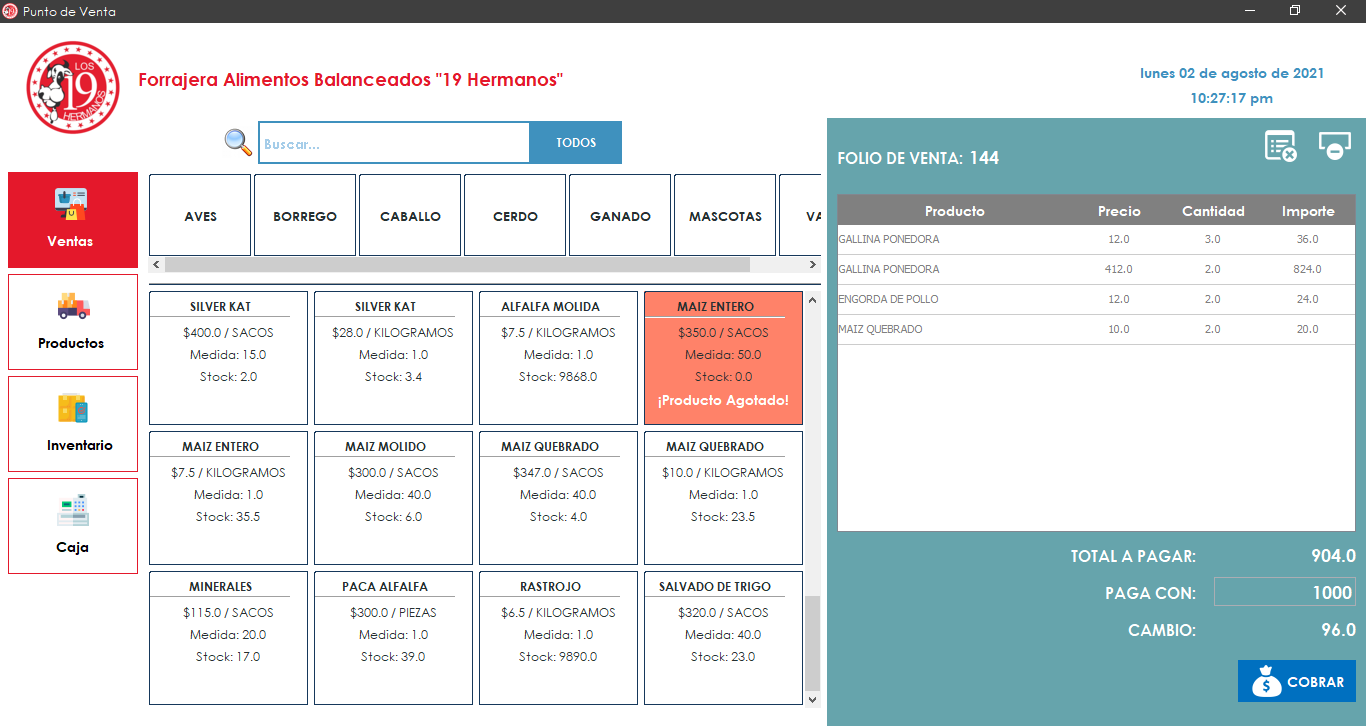 Punto de Venta
LOS
19
HERMANOS
Forrajera Alimentos Balanceados "19 Hermanos"
lunes 02 de agosto de 2021
10:27:17 pm
Buscar...
TODOS
Ventas
Productos
Inventario
Caja
AVES
BORREGO
CABALLO
CERDO
GANADO
MASCOTAS
VA
SILVER KAT
$400.0 / SACOS
Medida: 15.0
Stock: 2.0
SILVER KAT
$28.0 / KILOGRAMOS
Medida: 1.0
Stock: 3.4
ALFALFA MOLIDA
$7.5 / KILOGRAMOS
Medida: 1.0
Stock: 9868.0
MAIZ ENTERO
$350.0 / SACOS
Medida: 50.0
Stock: 0.0
¡Producto Agotado!
MAIZ ENTERO
$7.5 / KILOGRAMOS
Medida: 1.0
Stock: 35.5
MAIZ MOLIDO
$300.0 / SACOS
Medida: 40.0
Stock: 6.0
MAIZ QUEBRADO
$347.0 / SACOS
Medida: 40.0
Stock: 4.0
MAIZ QUEBRADO
$10.0 / KILOGRAMOS
Medida: 1.0
Stock: 23.5
MINERALES
$115.0 / SACOS
Medida: 20.0
Stock: 17.0
PACA ALFALFA
$300.0 / PIEZAS
Medida: 1.0
Stock: 39.0
RASTROJO
$6.5 / KILOGRAMOS
Medida: 1.0
Stock: 9890.0
SALVADO DE TRIGO
$320.0 / SACOS
Medida: 40.0
Stock: 23.0
FOLIO DE VENTA: 144
Producto Precio Cantidad Importe
GALLINA PONEDORA 12.0 3.0 36.0
GALLINA PONEDORA 412.0 2.0 824.0
ENGORDA DE POLLO 12.0 2.0 24.0
MAIZ QUEBRADO 10.0 2.0 20.0
TOTAL A PAGAR: 904.0
PAGA CON: 1000
CAMBIO: 96.0
$ COBRAR